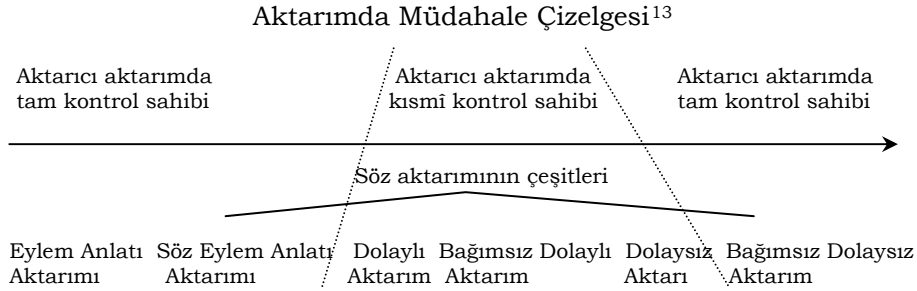 Aktarımda Müdahale Çizelgesi13
Aktarıcı aktarımda Aktarıcı aktarımda Aktarıcı aktarımda
tam kontrol sahibi kısmî kontrol sahibi tam kontrol sahibi
Söz aktarımının çeşitleri
Eylem Anlatı Söz Eylem Anlatı Dolaylı Bağımsız Dolaylı Dolaysız Bağımsız Dolaysız
Aktarımı Aktarımı Aktarım Aktarım Aktarı Aktarım